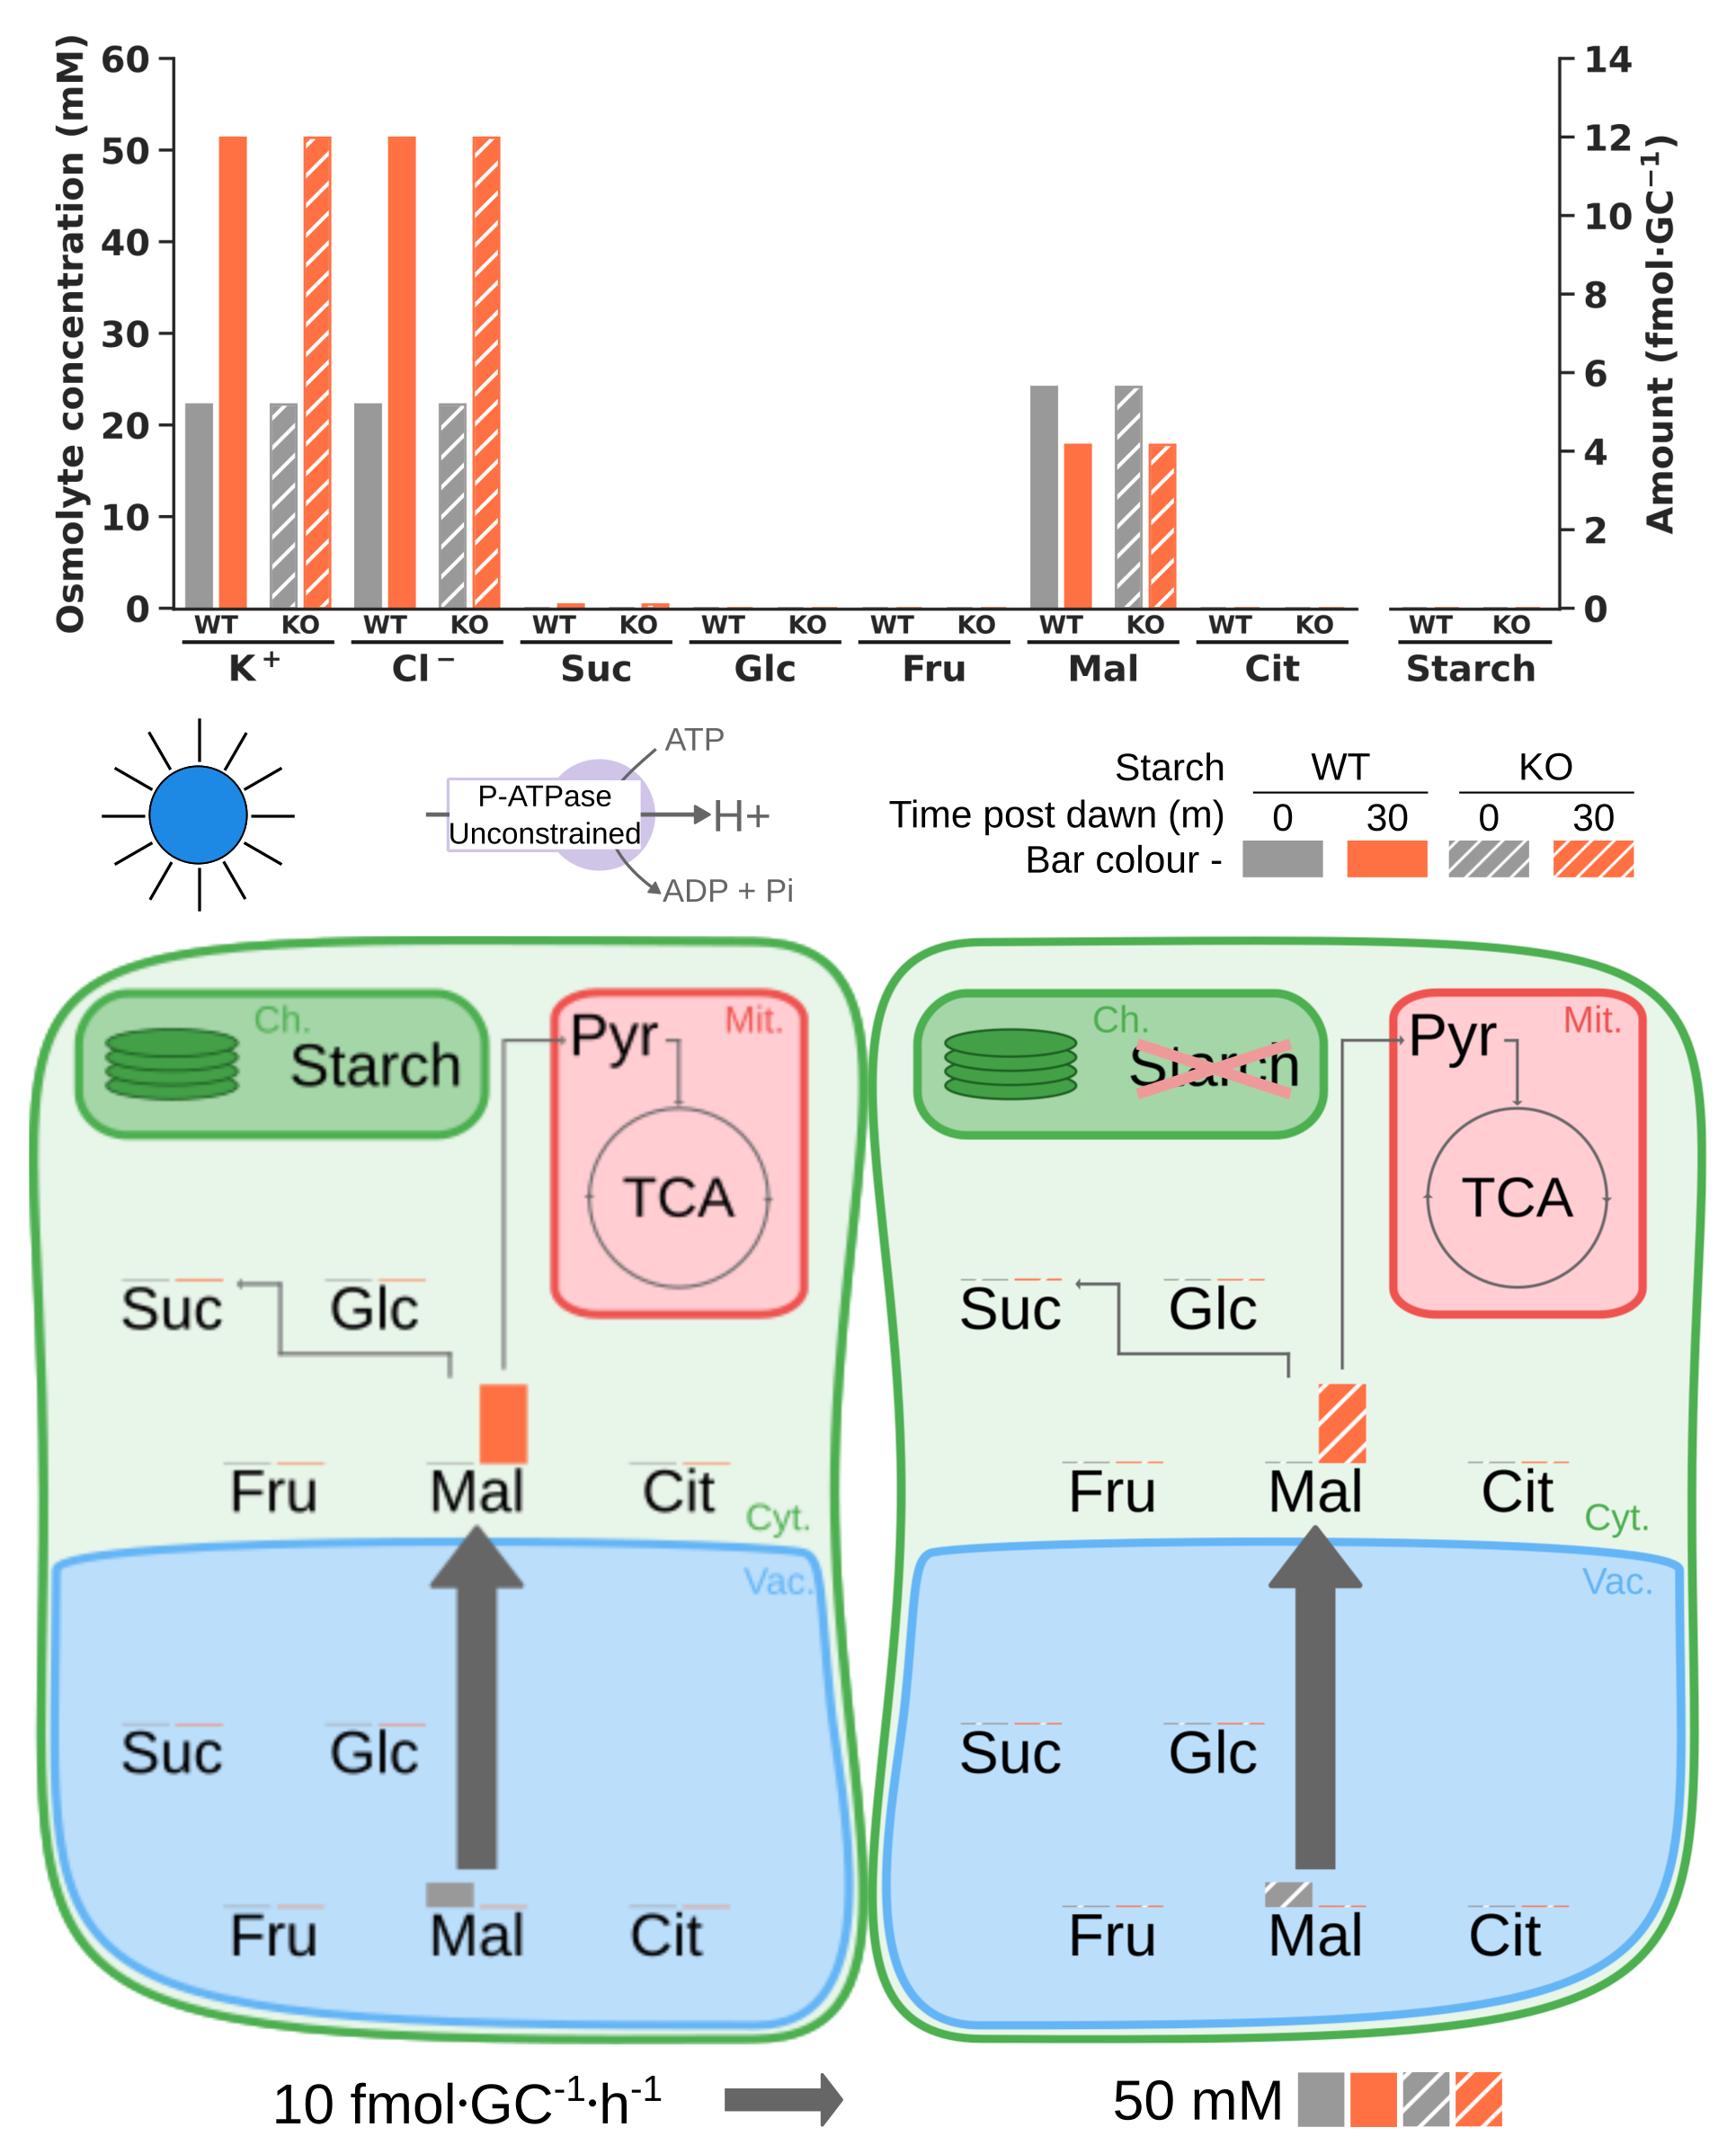 Osmolyte concentration (mM)
60
50
40
30
20
10
0
14
12
10
8
6
4
2
0
Amount (fmol·GC⁻¹)
WT KO WT KO WT KO WT KO WT KO WT KO WT KO WT KO
K⁺ Cl⁻ Suc Glc Fru Mal Cit Starch
ATP
P-ATPase
Unconstrained
H+
ADP + Pi
Starch WT KO
Time post dawn (m) 0 30 0 30
Bar colour -
Ch.
Starch
Mit.
Pyr
TCA
Suc Glc
Fru Mal Cit
Cyt.
Vac.
Suc Glc
Fru Mal Cit
Ch.
Starch
Mit.
Pyr
TCA
Suc Glc
Fru Mal Cit
Cyt.
Vac.
Suc Glc
Fru Mal Cit
10 fmol·GC⁻¹·h⁻¹
50 mM